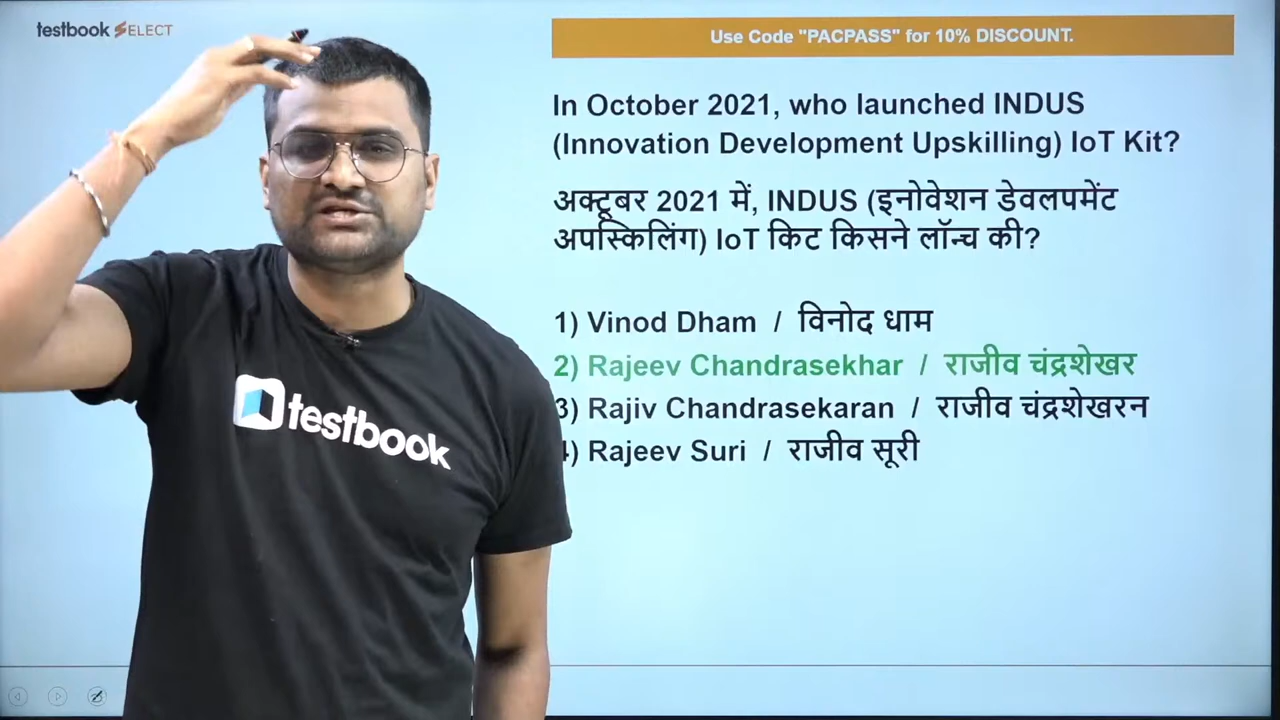 testbook SELECT
Use Code "PACPASS" for 10% DISCOUNT.
In October 2021, who launched INDUS
(Innovation Development Upskilling) IoT Kit?
अक्टूबर 2021 में, INDUS (इनोवेशन डेवलपमेंट
अपस्किलिंग) IoT किट किसने लॉन्च की?
1) Vinod Dham / विनोद धाम
2) Rajeev Chandrasekhar / राजीव चंद्रशेखर
3) Rajiv Chandrasekaran / राजीव चंद्रशेखरन
4) Rajeev Suri / राजीव सूरी
testbook